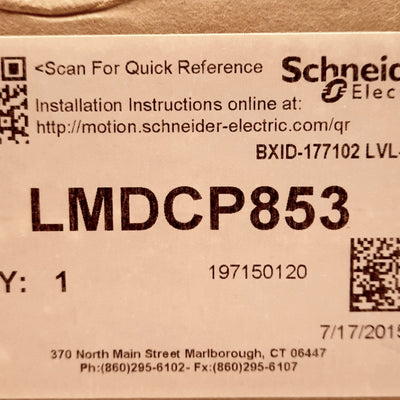 <Scan For Quick Reference
Schneid
Elec
Installation Instructions online at:
http://motion.schneider-electric.com/qr
BXID-177102 LVL-
LMDCP853
Y: 1
197150120
7/17/2015
370 North Main Street Marlborough, CT 06447
Ph:(860)295-6102- Fx:(860)295-6107